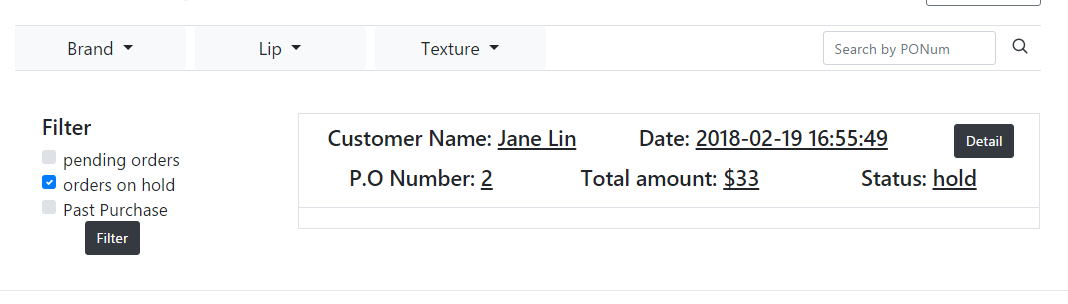 Brand Lip Texture Search by PONum
Filter
pending orders
orders on hold
Past Purchase
Filter
Customer Name: Jane Lin Date: 2018-02-19 16:55:49 Detail
P.O Number: 2 Total amount: $33 Status: hold